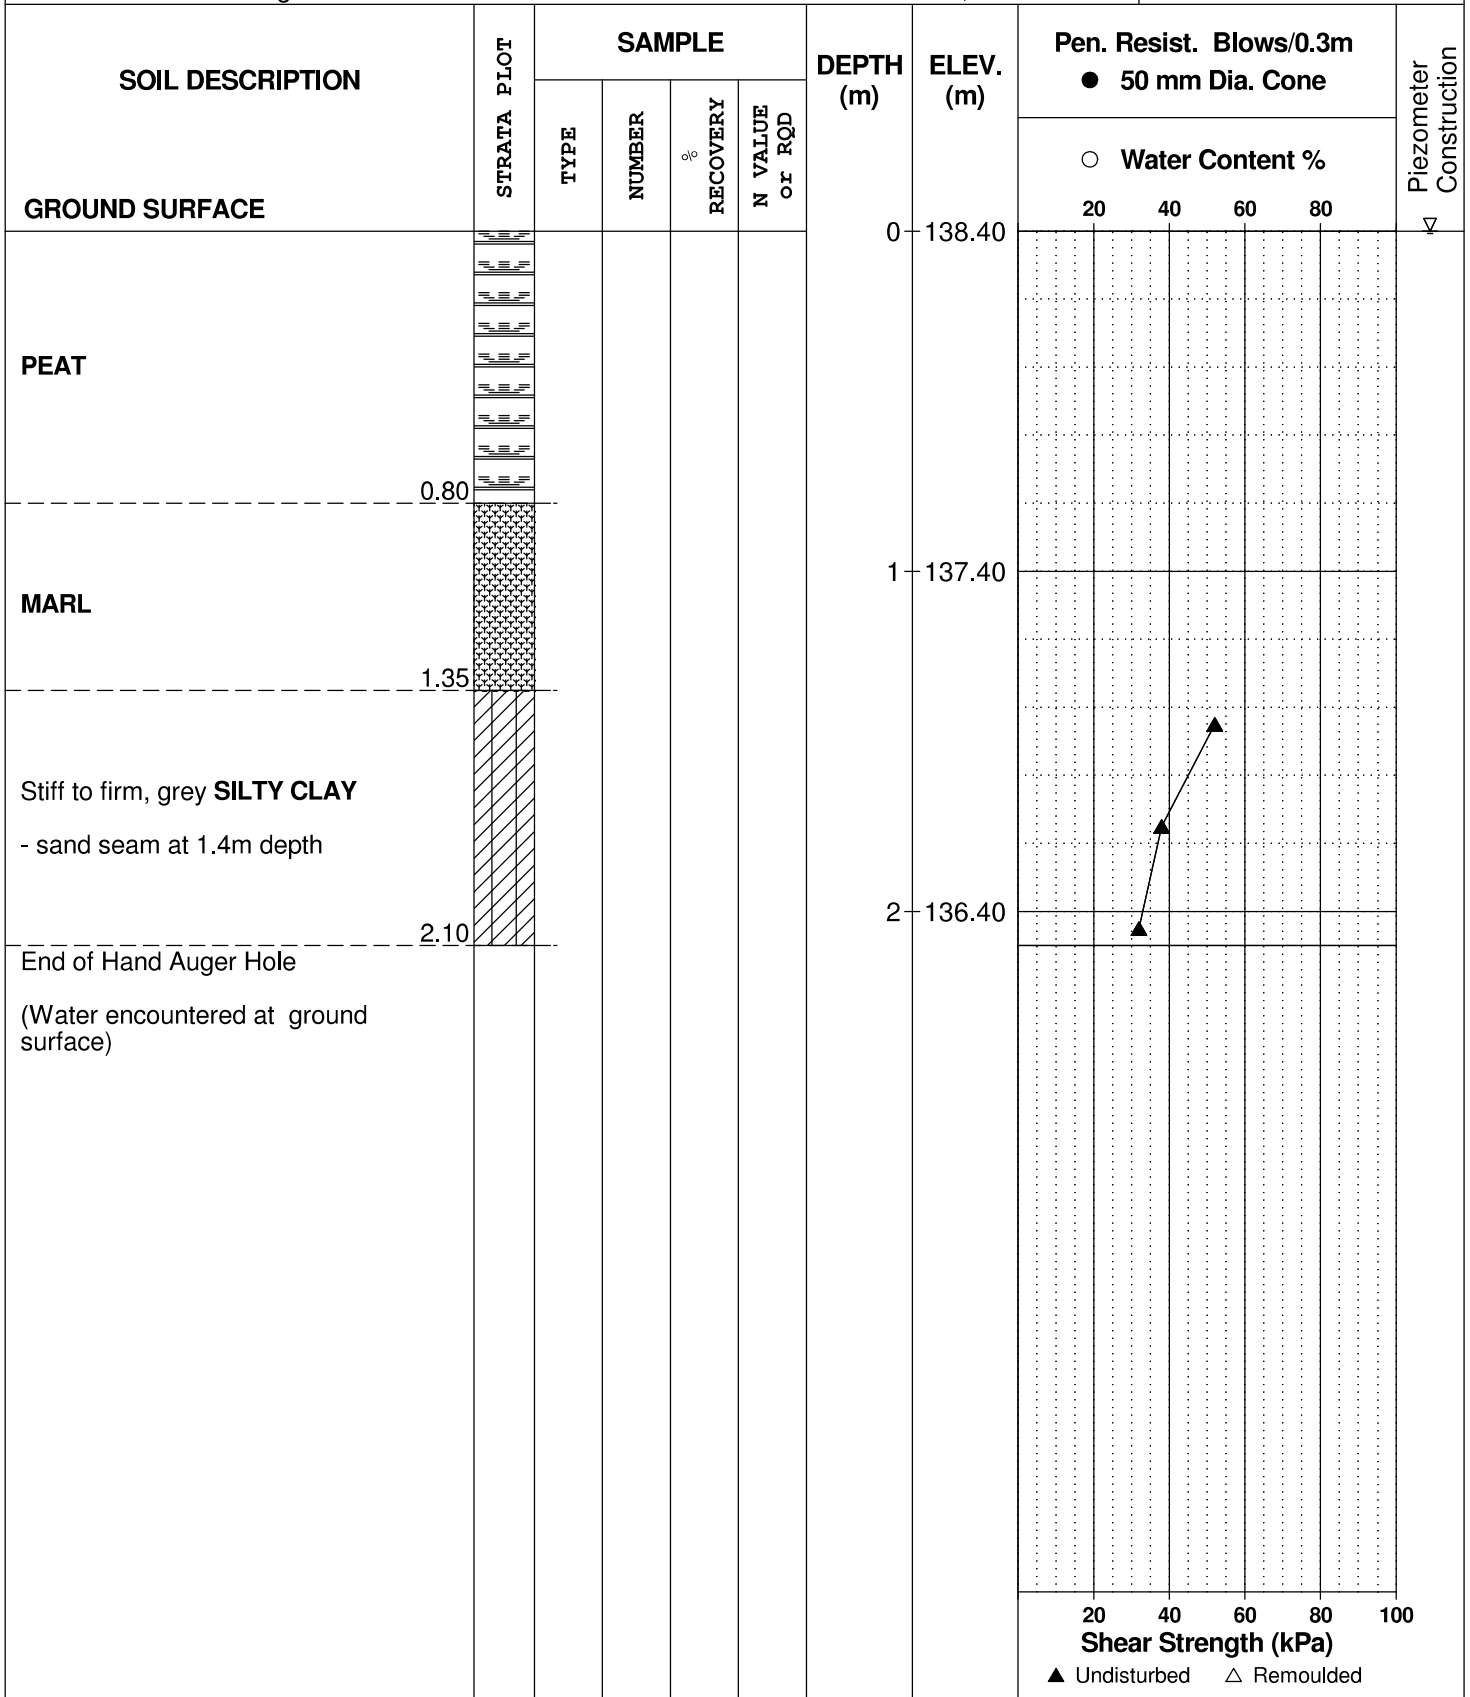 SOIL DESCRIPTION
GROUND SURFACE
STRATA PLOT
SAMPLE
TYPE
NUMBER
%
RECOVERY
N VALUE
or RQD
DEPTH
(m)
ELEV.
(m)
Pen. Resist. Blows/0.3m
● 50 mm Dia. Cone
○ Water Content %
20 40 60 80
Piezometer
Construction
0 138.40
PEAT
0.80
1 137.40
MARL
1.35
Stiff to firm, grey SILTY CLAY
- sand seam at 1.4m depth
2 136.40
2.10
End of Hand Auger Hole
(Water encountered at ground
surface)
20 40 60 80 100
Shear Strength (kPa)
▲ Undisturbed △ Remoulded